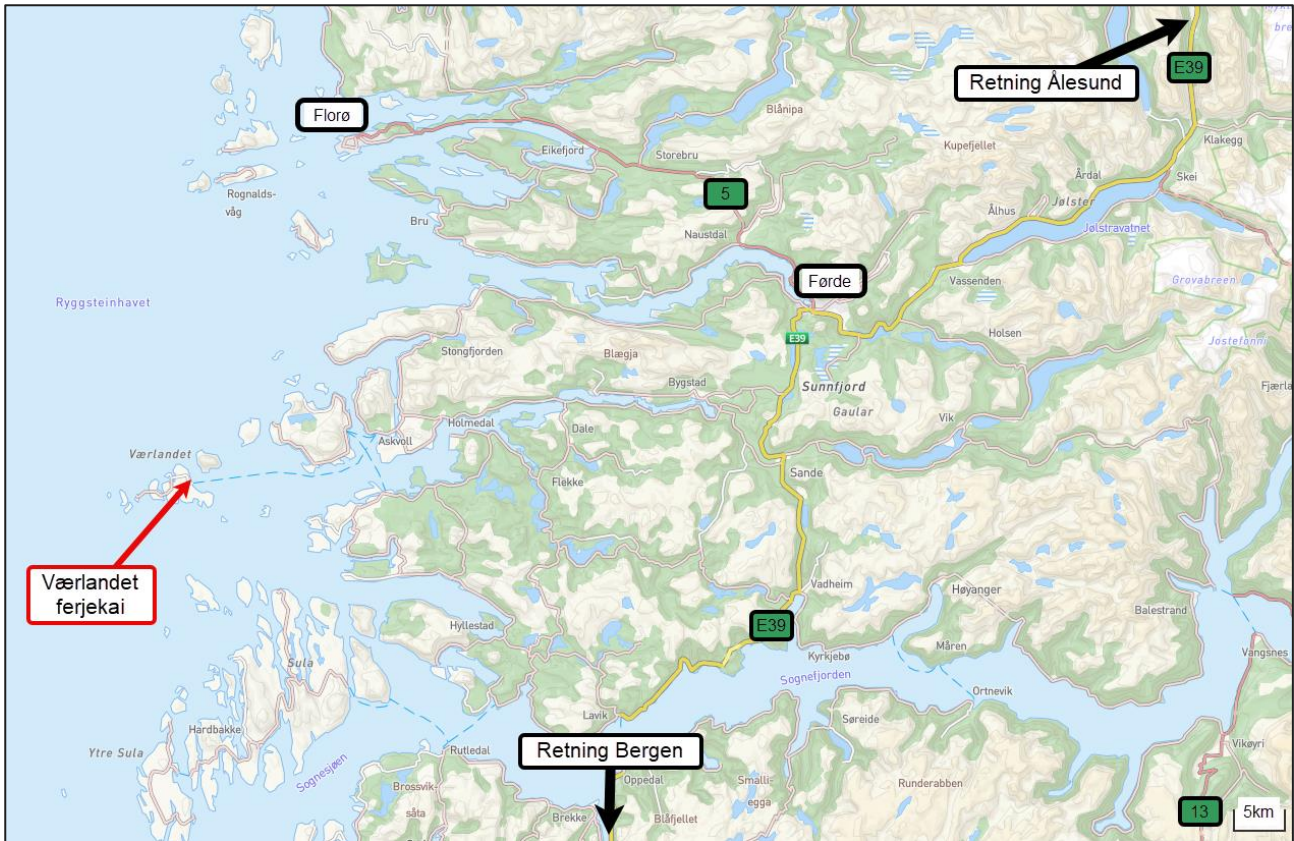 Retning Ålesund
E39
Florø
Blånipa
Klakegg
Kupefjellet
Eikefjord
Storebru
Årdal
Skei
5
Rognalds-
våg
Ålhus
Jølster
Bru
Naustdal
Jølstravatnet
Førde
Vassenden
Grovabreen
Ryggsteinhavet
E39
Holsen
Stongfjorden
Blægja
Jostefonn
Bygstad
Sunnfjord
Fjærla
Gaular
Vik
Holmedal
Dale
Askvoll
Værlandet
Sande
Flekke
Værlandet
ferjekai
Vadheim
Høyanger
Balestrand
Hyllestad
E39
Måren
Kyrkjebø
Vangsnes
Sula
Sognefjorden
Ortnevik
Lavik
Søreide
Hardbakke
Retning Bergen
Vikøyri
Ytre Sula
Rutledal
Sognesjøen
Oppedal
Smalli-
egga
Runderabben
Brossvik-
såta
Brekke
Blåfjellet
13
5km